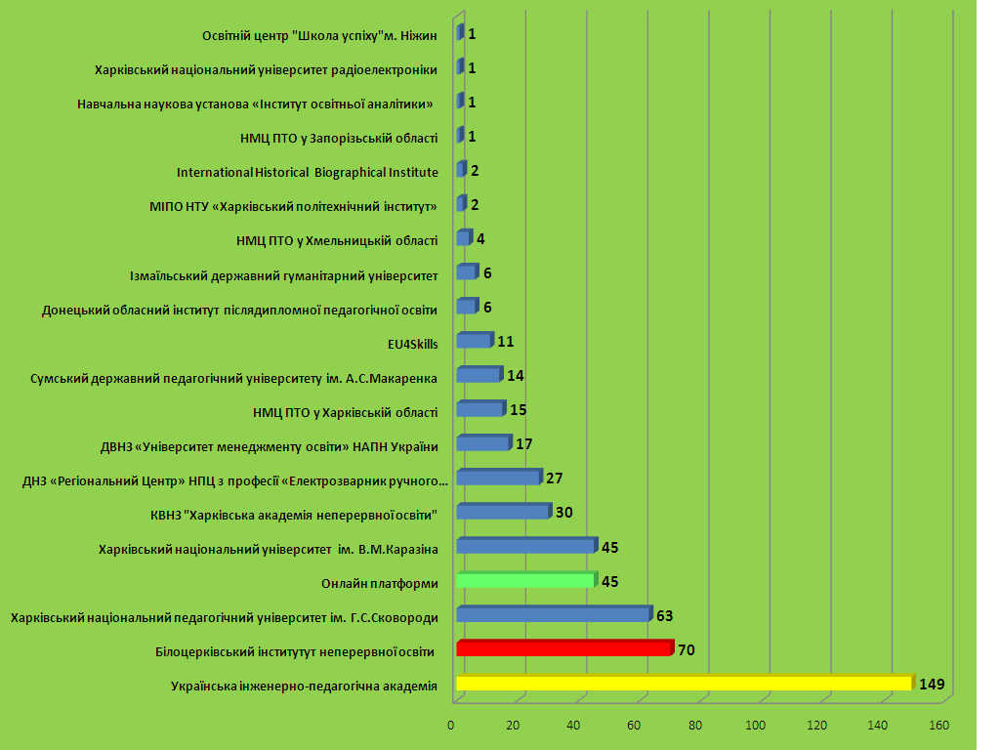 Освітній центр "Школа успіху"м. Ніжин 1
Харківський національний університет радіоелектроніки 1
Навчальна наукова установа «Інститут освітньої аналітики» 1
НМЦ ПТО у Запорізьській області 1
International Historical Biographical Institute 2
МІПО НТУ «Харківський політехнічний інститут» 2
НМЦ ПТО у Хмельницькій області 4
Ізмаїльський державний гуманітарний університет 6
Донецький обласний інститут післядипломної педагогічної освіти 6
EU4Skills 11
Сумський державний педагогічний університету ім. А.С.Макаренка 14
НМЦ ПТО у Харківській області 15
ДВНЗ «Університет менеджменту освіти» НАПН України 17
ДНЗ «Регіональний Центр» НПЦ з професії «Електрозварник ручного... 27
КВНЗ "Харківська академія неперервної освіти" 30
Харківський національний університет ім. В.М.Каразіна 45
Онлайн платформи 45
Харківський національний педагогічний університет ім. Г.С.Сковороди 63
Білоцерківський інститутут неперервної освіти 70
Українська інженерно-педагогічна академія 149
0 20 40 60 80 100 120 140 160